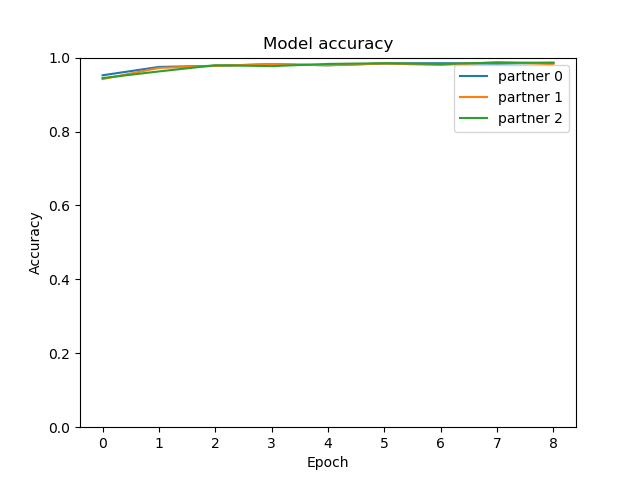 Model accuracy
1.0
0.8
0.6
0.4
0.2
0.0
Accuracy
partner 0
partner 1
partner 2
0 1 2 3 4 5 6 7 8
Epoch